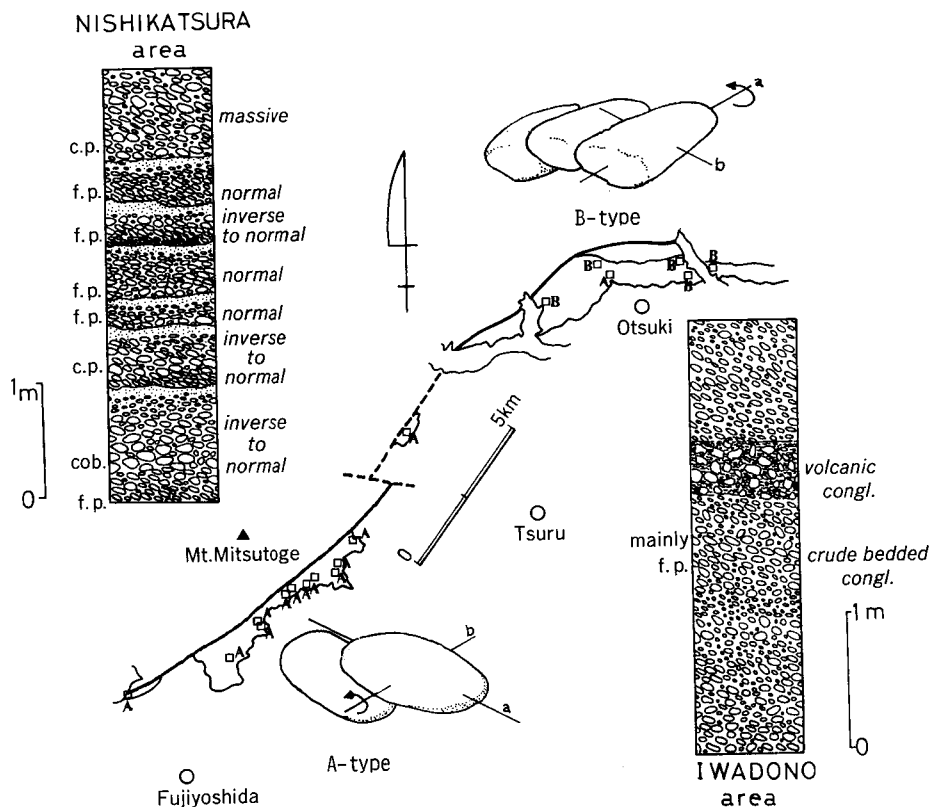 NISHIKATSURA
area
massive
c.p.
f.p.
normal
inverse
to normal
f.p.
normal
f.p.
f.p.
normal
inverse
to
normal
c.p.
1m
inverse
to
normal
cob.
0
f.p.
a
b
B-type
B
B
B
B
A
B
Otsuki
A
5km
0
Tsuru
Mt.Mitsutoge
A
A
A
A
A
A
A
A
A
A
b
a
A-type
Fujiyoshida
volcanic
congl.
mainly
f.p.
crude bedded
congl.
1m
0
IWADONO
area